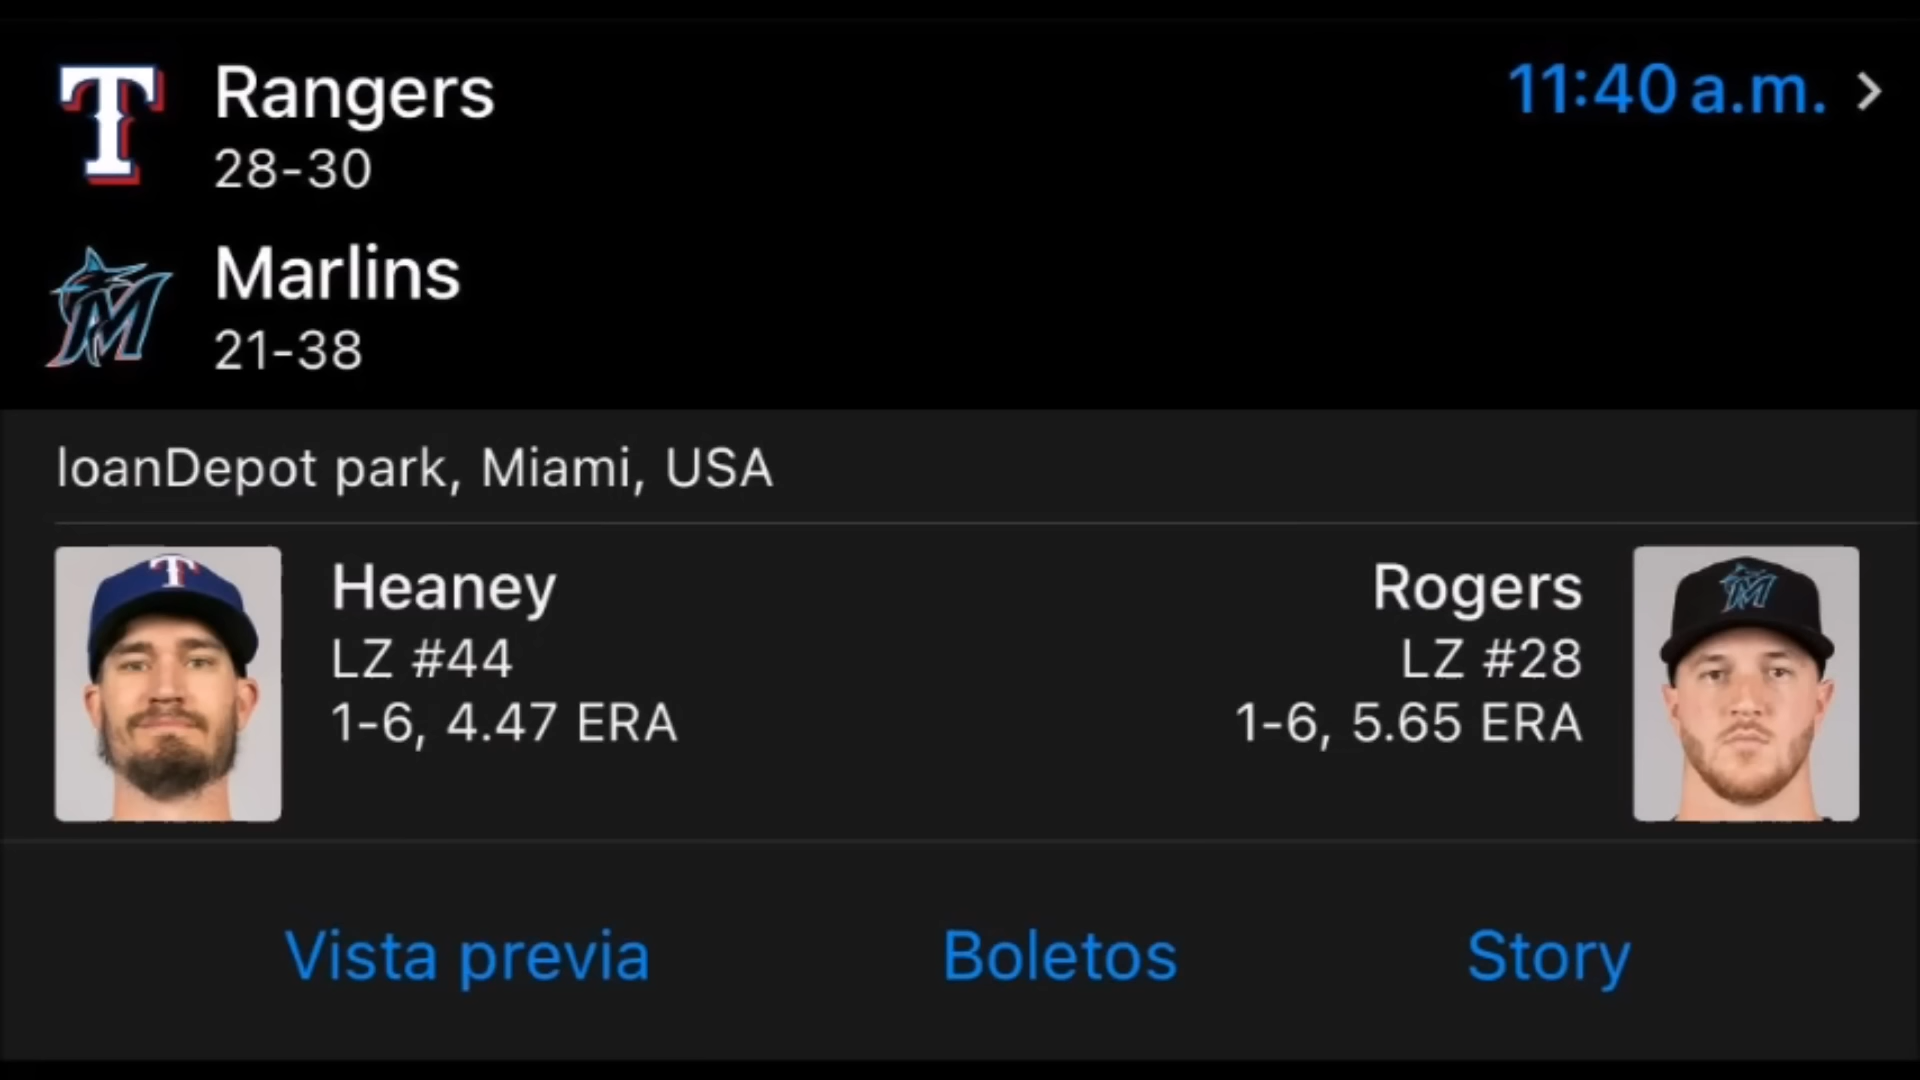 Rangers
11:40 a.m.
28-30
Marlins
21-38
loanDepot park, Miami, USA
Heaney
LZ #44
1-6, 4.47 ERA
Rogers
LZ #28
1-6, 5.65 ERA
Vista previa
Boletos
Story